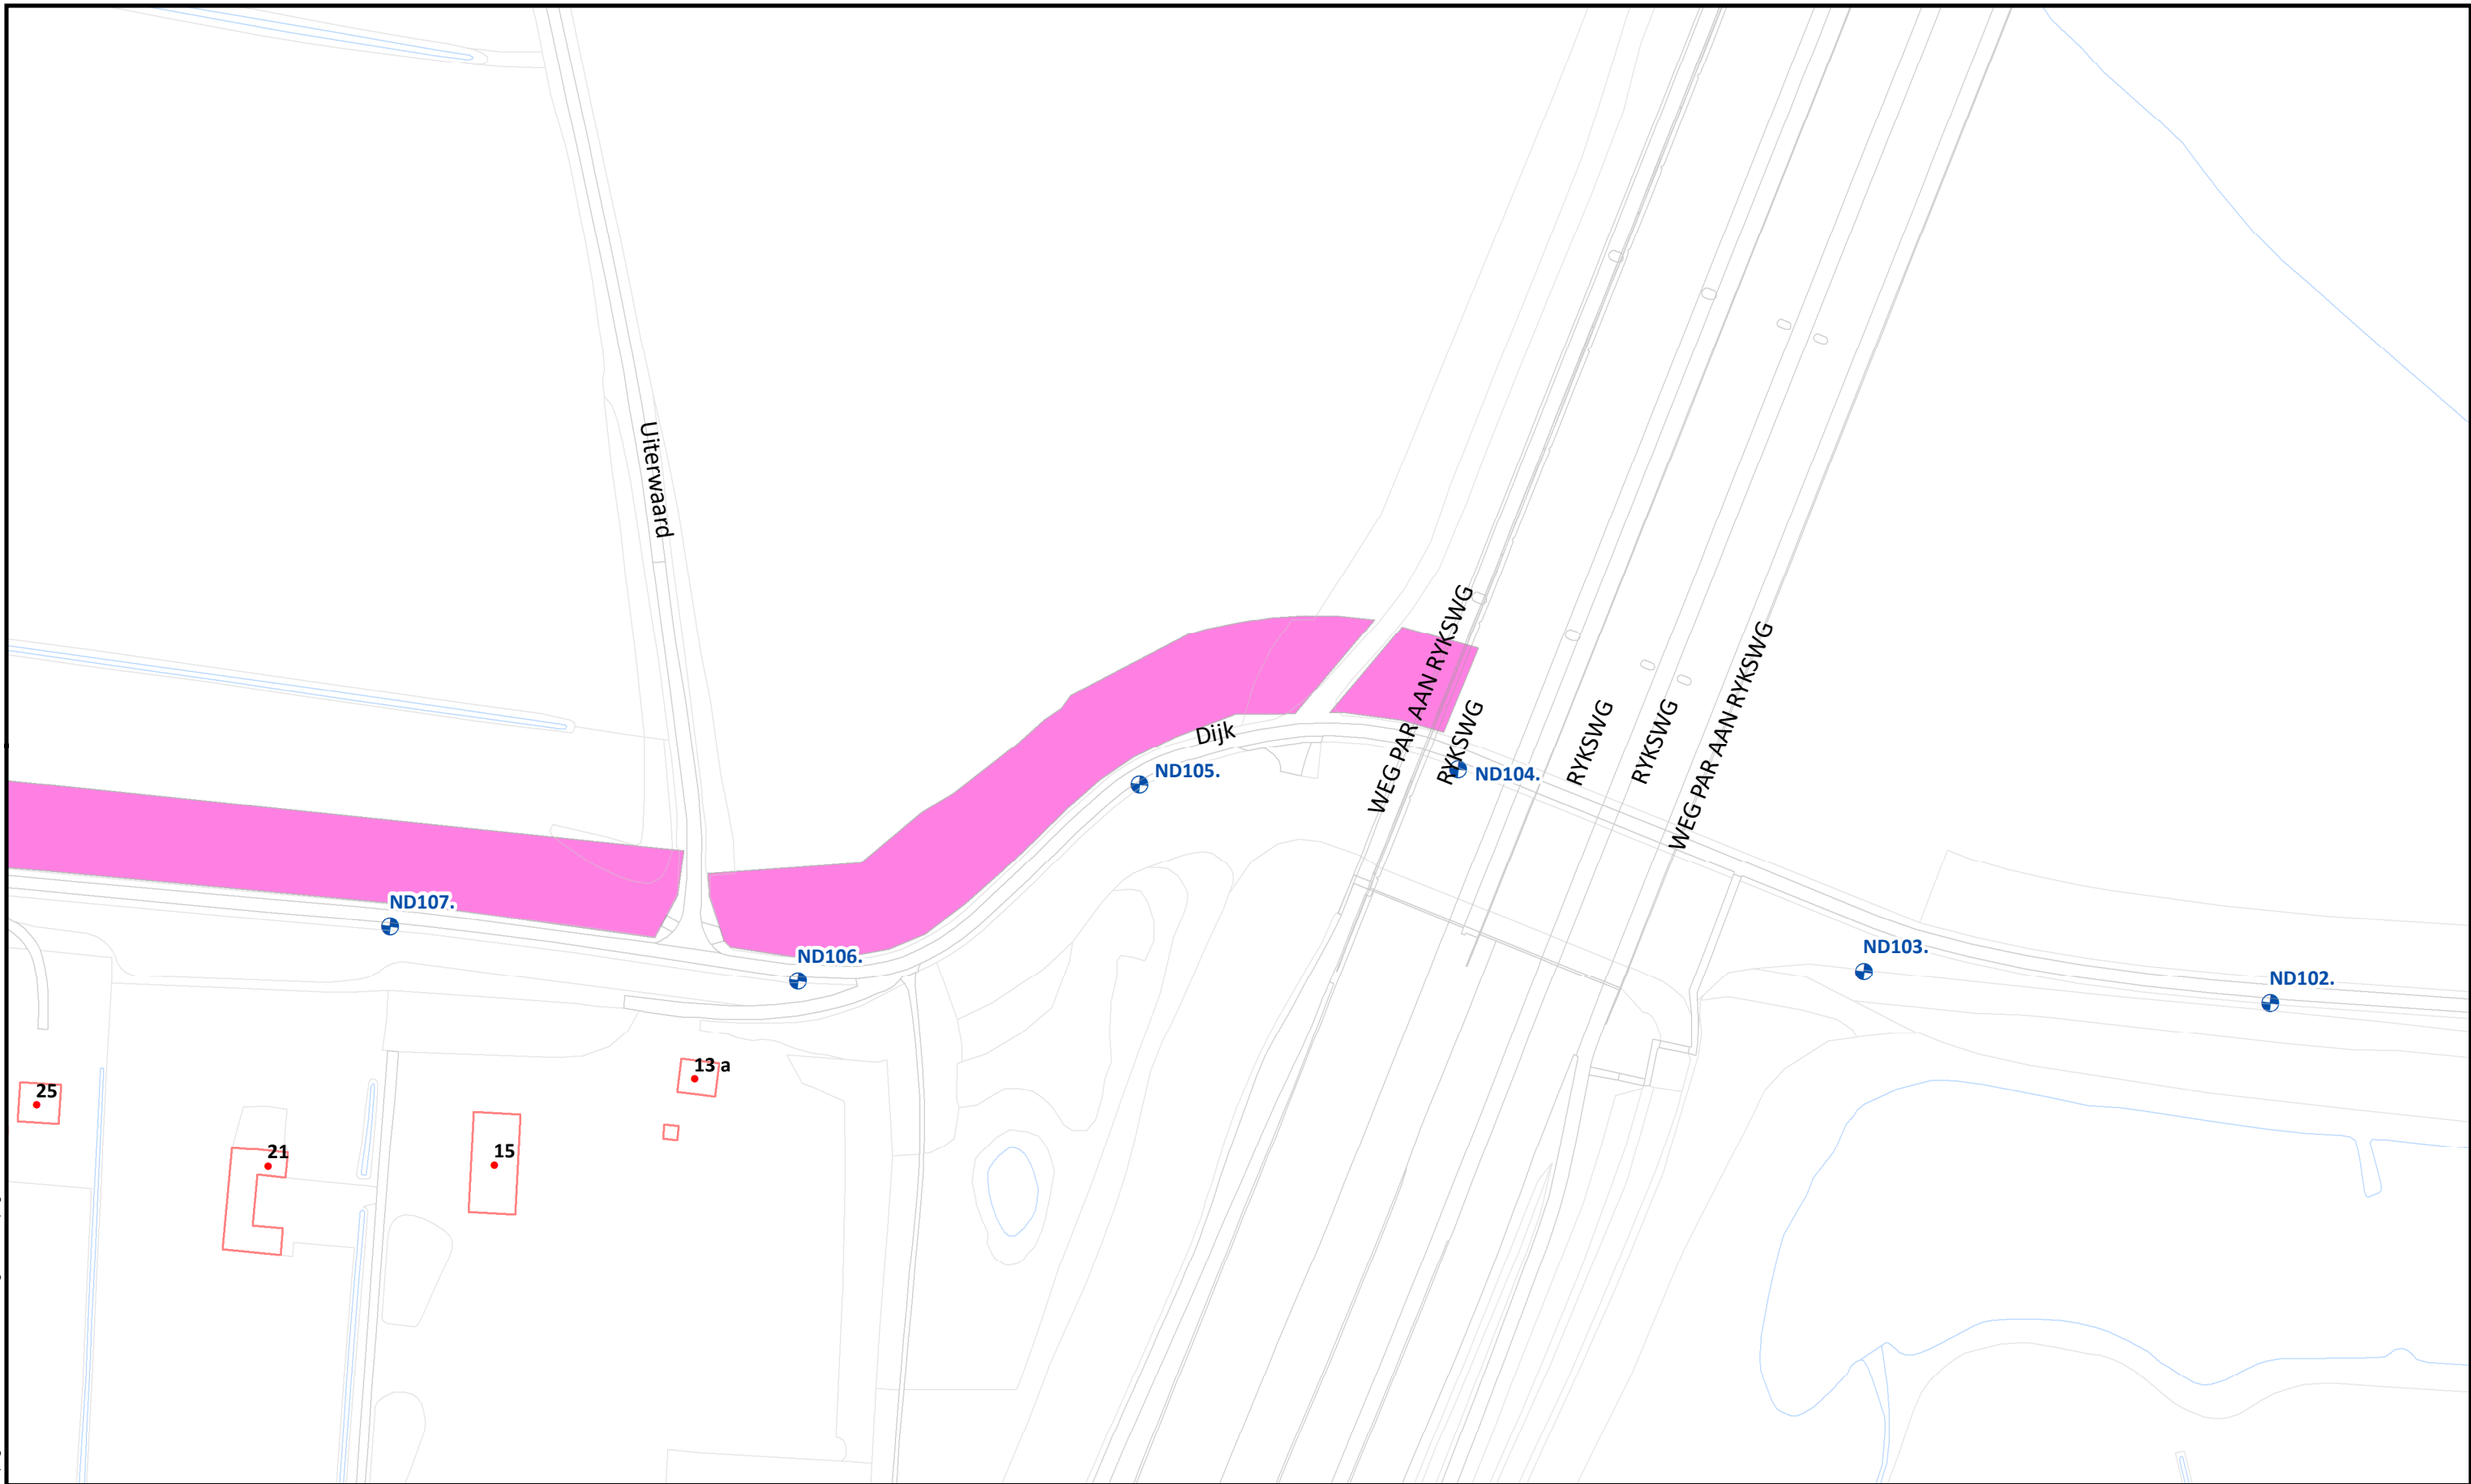 Uiterwaard
WEG PAR AAN RYKSWG
RYKSWG
RYKSWG
RYKSWG
WEG PAR AAN RYKSWG
Dijk
ND105.
ND104.
ND107.
ND106.
ND103.
ND102.
13 a
25
21
15